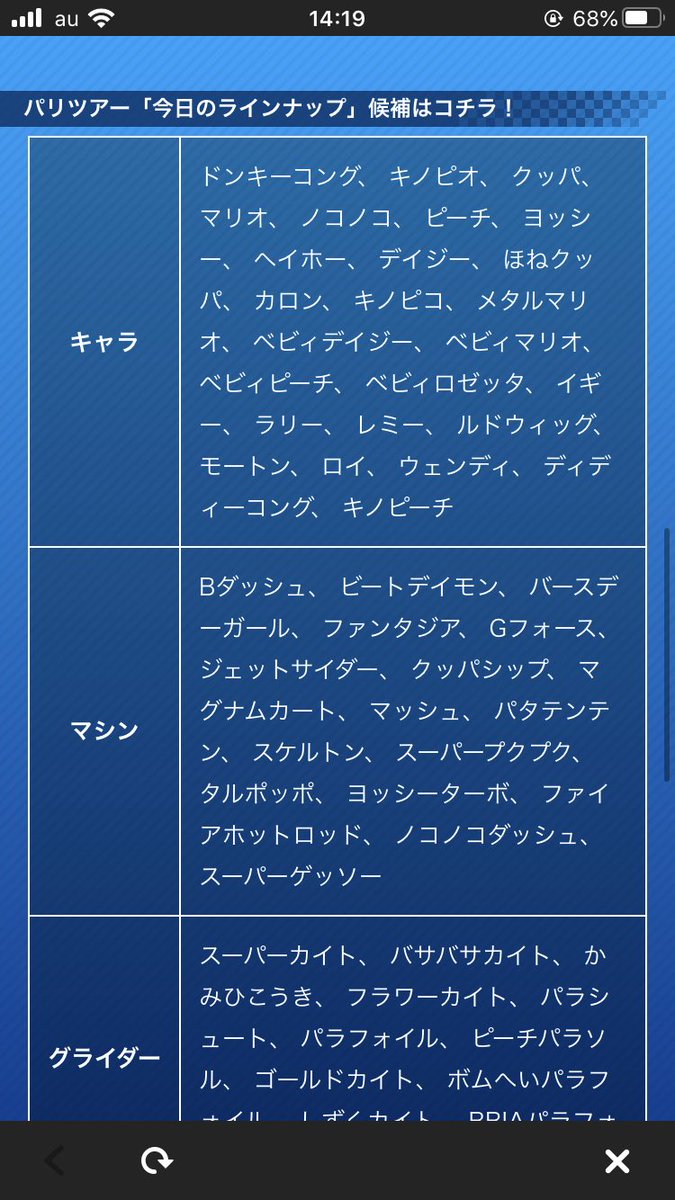 au 14:19 68%
パリツアー「今日のラインナップ」候補はコチラ！
キャラ
ドンキーコング、 キノピオ、 クッパ、
マリオ、 ノコノコ、 ピーチ、 ヨッシ
ー、 ヘイホー、 デイジー、 ほねクッ
パ、 カロン、 キノピコ、 メタルマリ
オ、 ベビィデイジー、 ベビィマリオ、
ベビィピーチ、 ベビィロゼッタ、 イギ
ー、 ラリー、 レミー、 ルドウィッグ、
モートン、 ロイ、 ウェンディ、 ディデ
ィーコング、 キノピーチ
マシン
Bダッシュ、 ビートデイモン、 バースデ
ーガール、 ファンタジア、 Gフォース、
ジェットサイダー、 クッパシップ、 マ
グナムカート、 マッシュ、 パタテンテ
ン、 スケルトン、 スーパープクプク、
タルポッポ、 ヨッシーターボ、 ファイ
アホットロッド、 ノコノコダッシュ、
スーパーゲッソー
グライダー
スーパーカイト、 バサバサカイト、 か
みひこうき、 フラワーカイト、 パラシ
ュート、 パラフォイル、 ピーチパラソ
ル、 ゴールドカイト、 ボムへいパラフ
ォイル、 しずくカイト、